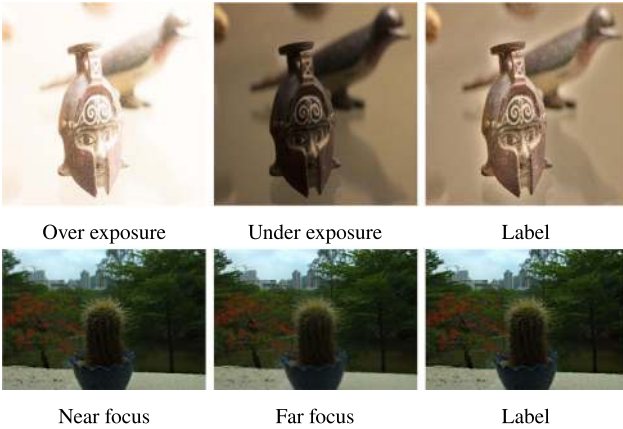 Over exposure
Under exposure
Label
Near focus
Far focus
Label